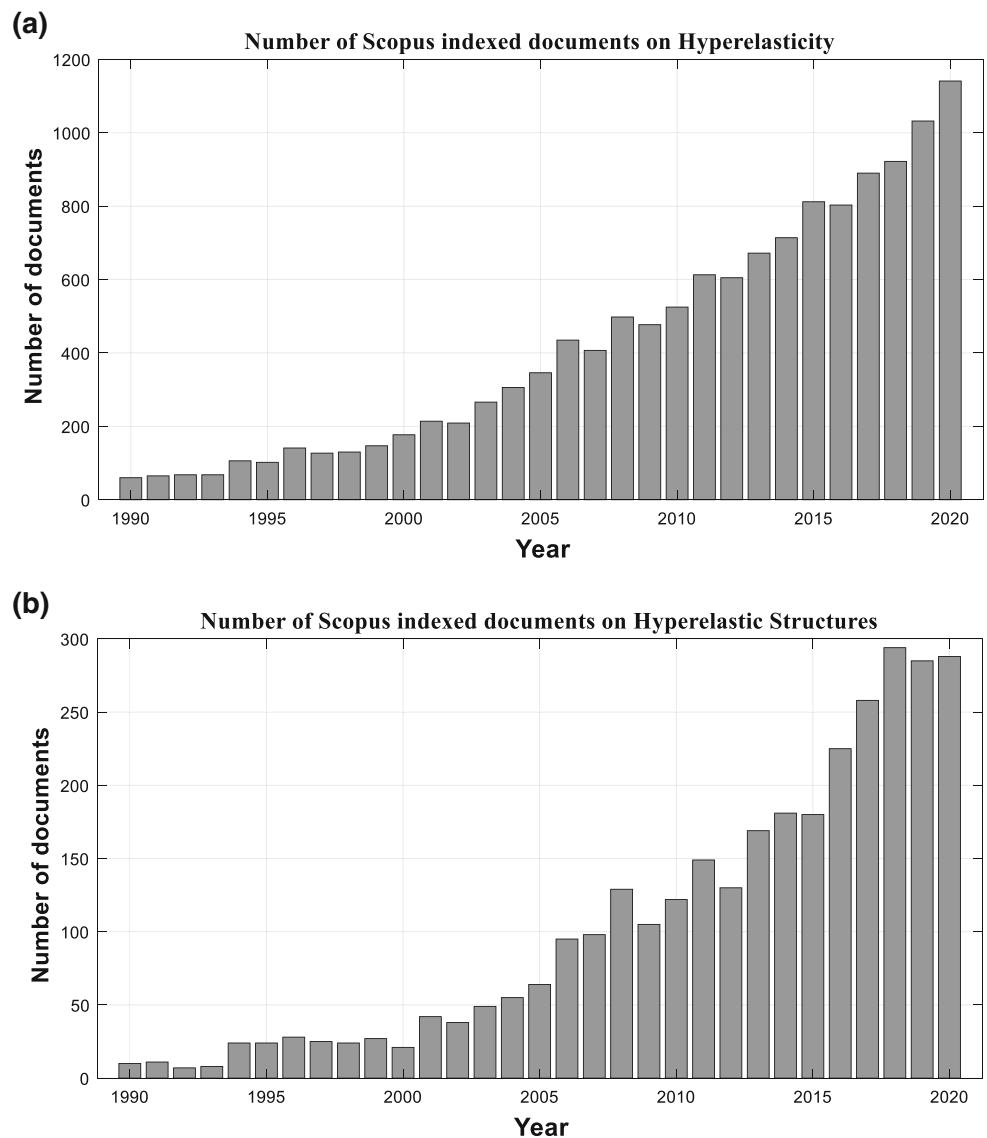 (a)
Number of Scopus indexed documents on Hyperelasticity
1200
1000
800
600
400
200
0
Number of documents
1990 1995 2000 2005 2010 2015 2020
Year
(b)
Number of Scopus indexed documents on Hyperelastic Structures
300
250
200
150
100
50
0
Number of documents
1990 1995 2000 2005 2010 2015 2020
Year